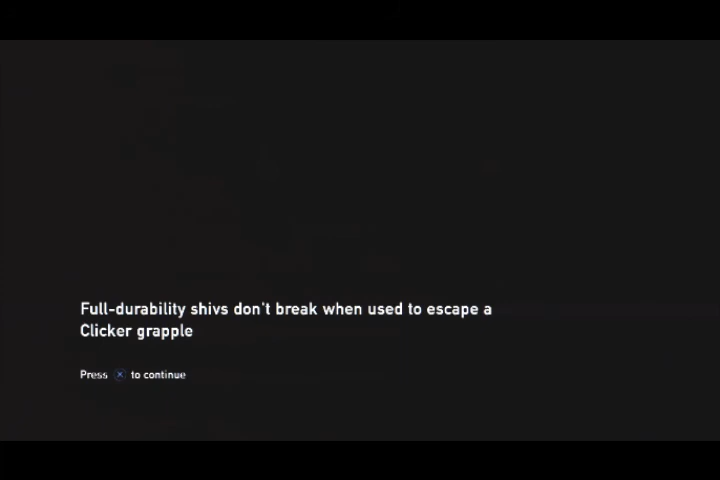 Full-durability shivs don't break when used to escape a
Clicker grapple
Press ✕ to continue